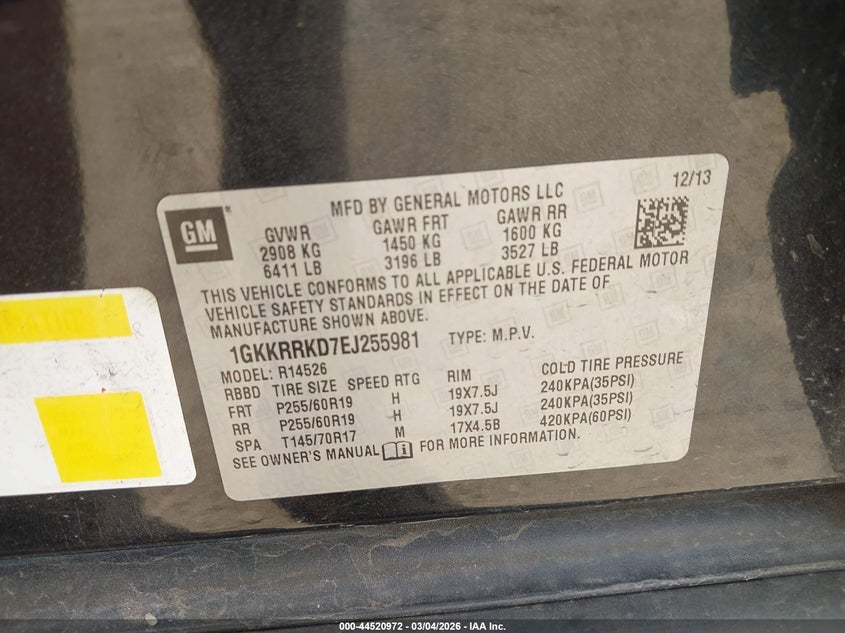 MFD BY GENERAL MOTORS LLC
12/13
GM
GVWR GAWR FRT GAWR RR
2908 KG 1450 KG 1600 KG
6411 LB 3196 LB 3527 LB
THIS VEHICLE CONFORMS TO ALL APPLICABLE U.S. FEDERAL MOTOR
VEHICLE SAFETY STANDARDS IN EFFECT ON THE DATE OF
MANUFACTURE SHOWN ABOVE.
1GKKRRKD7EJ255981 TYPE: M.P.V.
MODEL: R14526
RBBD TIRE SIZE SPEED RTG RIM COLD TIRE PRESSURE
FRT P255/60R19 H 19X7.5J 240KPA(35PSI)
RR P255/60R19 H 19X7.5J 240KPA(35PSI)
SPA T145/70R17 M 17X4.5B 420KPA(60PSI)
SEE OWNER'S MANUAL FOR MORE INFORMATION.
000-44520972 - 03/04/2026 - IAA Inc.